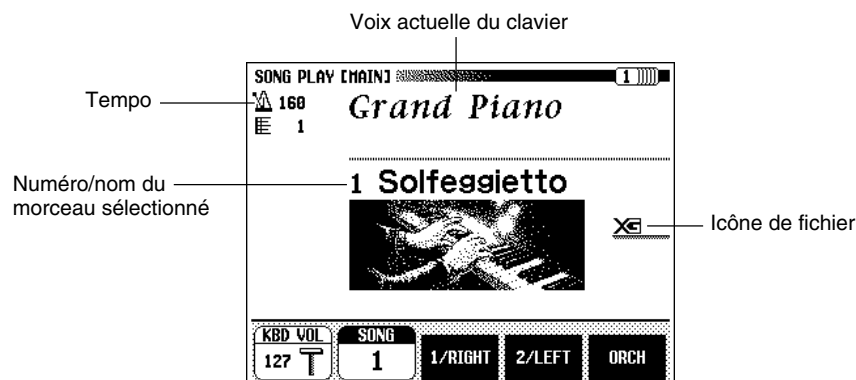 Voix actuelle du clavier
SONG PLAY [MAIN]
1
Tempo
160
Grand Piano
1
Numéro/nom du
morceau sélectionné
1 Solfeggietto
XG
Icône de fichier
KBD VOL
127
SONG
1
1/RIGHT
2/LEFT
ORCH